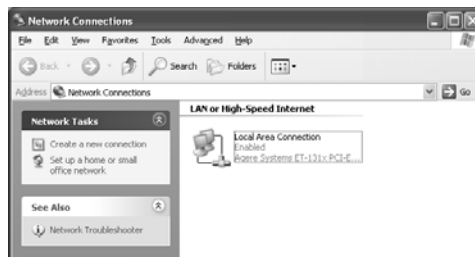 Network Connections
File Edit View Favorites Tools Advanced Help
Back Search Folders
Address Network Connections Go
Network Tasks
Create a new connection
Set up a home or small
office network
See Also
Network Troubleshooter
LAN or High-Speed Internet
Local Area Connection
Enabled
Agere Systems ET-131x PCI-E...